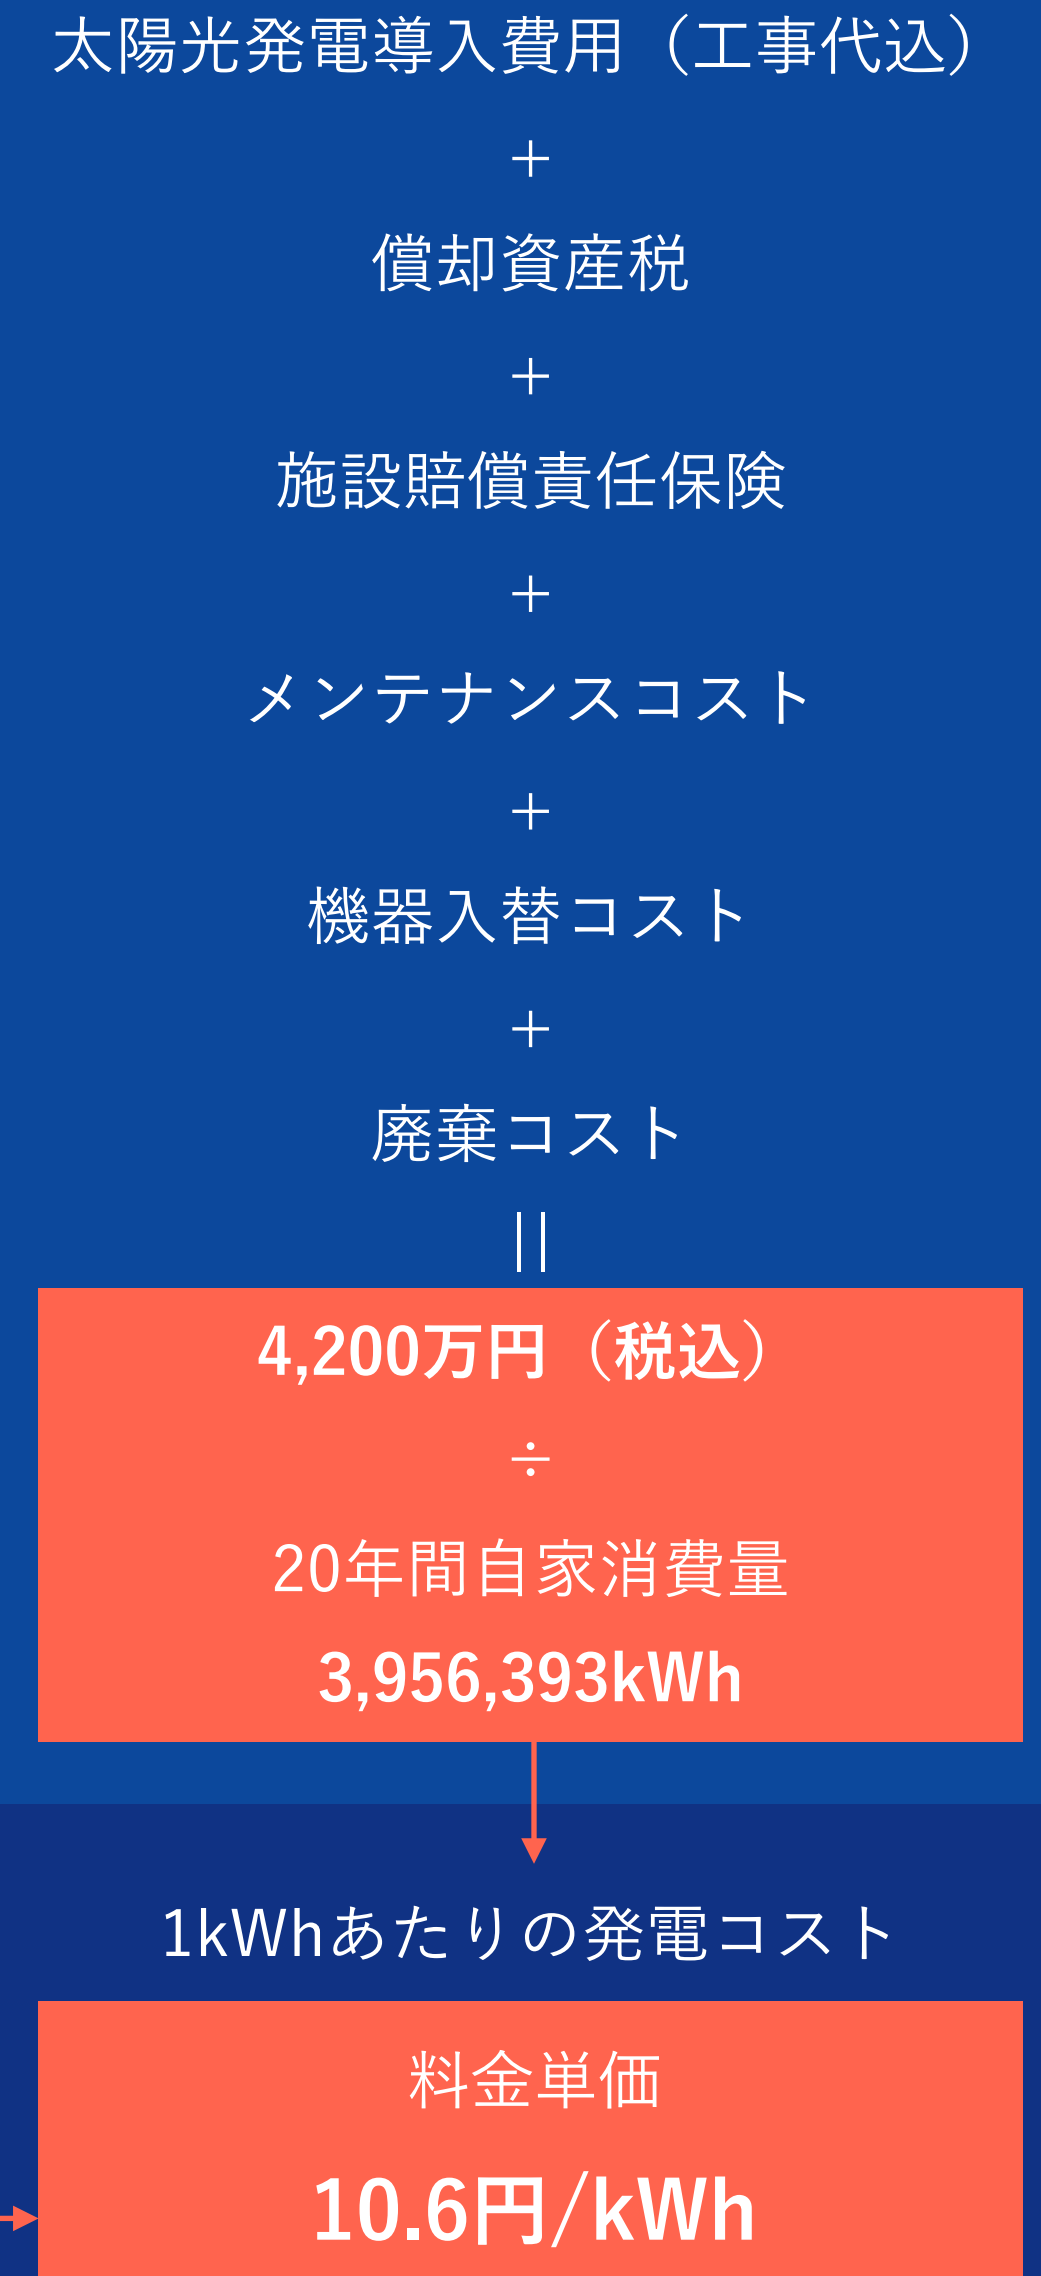 太陽光発電導入費用（工事代込）
＋
償却資産税
＋
施設賠償責任保険
＋
メンテナンスコスト
＋
機器入替コスト
＋
廃棄コスト
||
4,200万円（税込）
÷
20年間自家消費量
3,956,393kWh
1kWhあたりの発電コスト
料金単価
10.6円/kWh